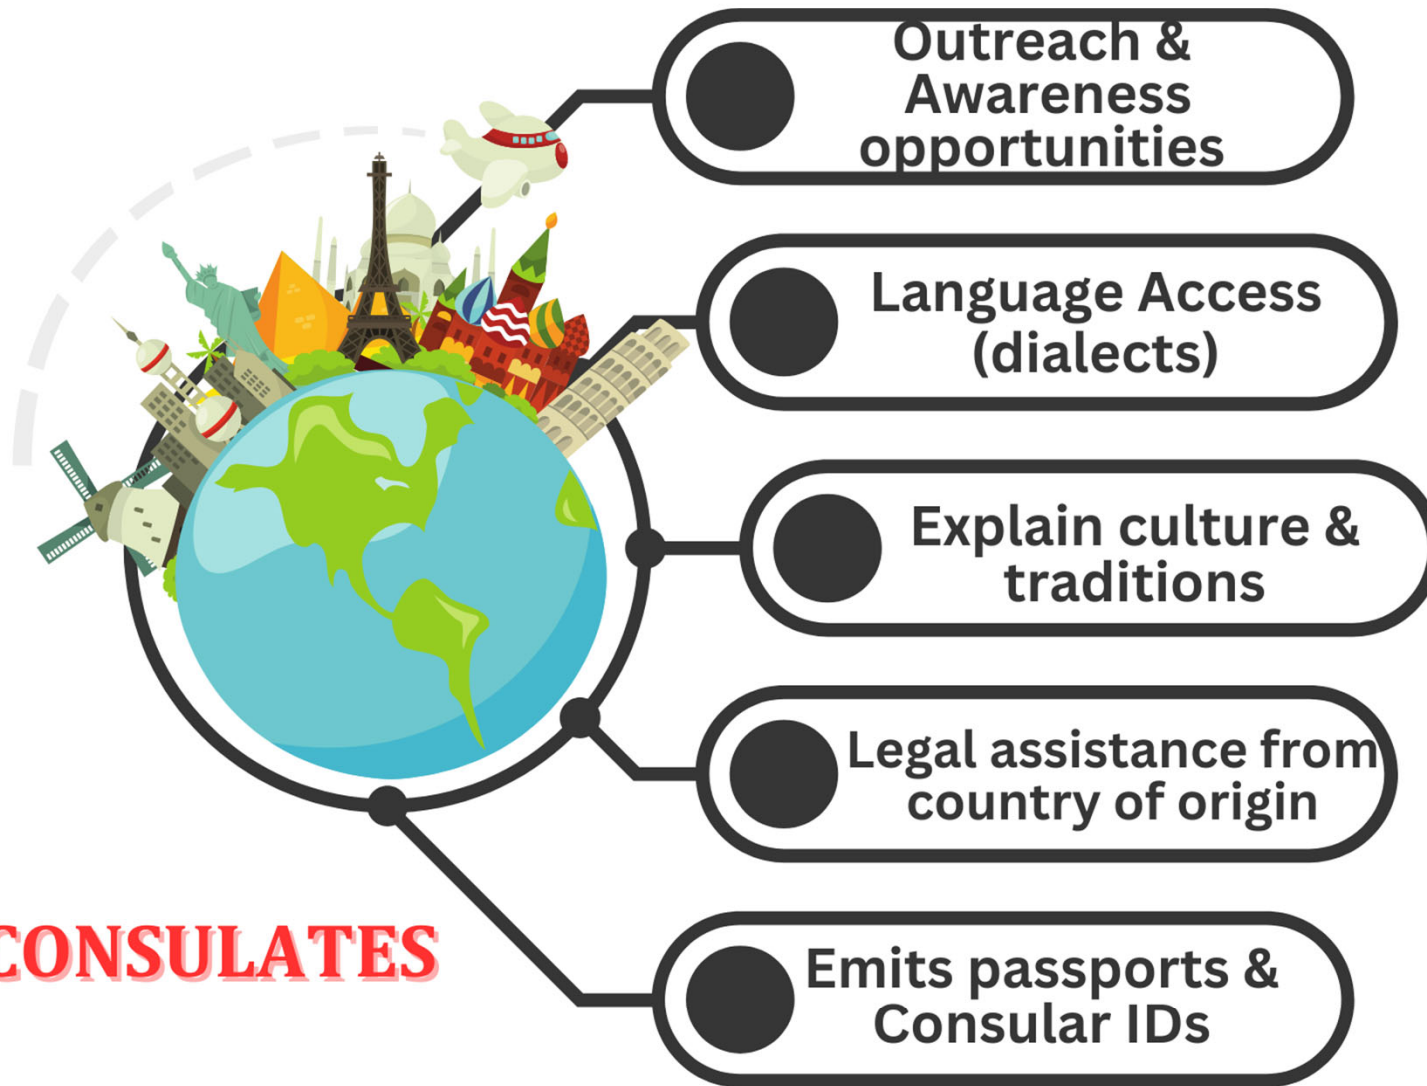 Outreach &
Awareness
opportunities
Language Access
(dialects)
Explain culture &
traditions
Legal assistance from
country of origin
Emits passports &
Consular IDs
CONSULATES